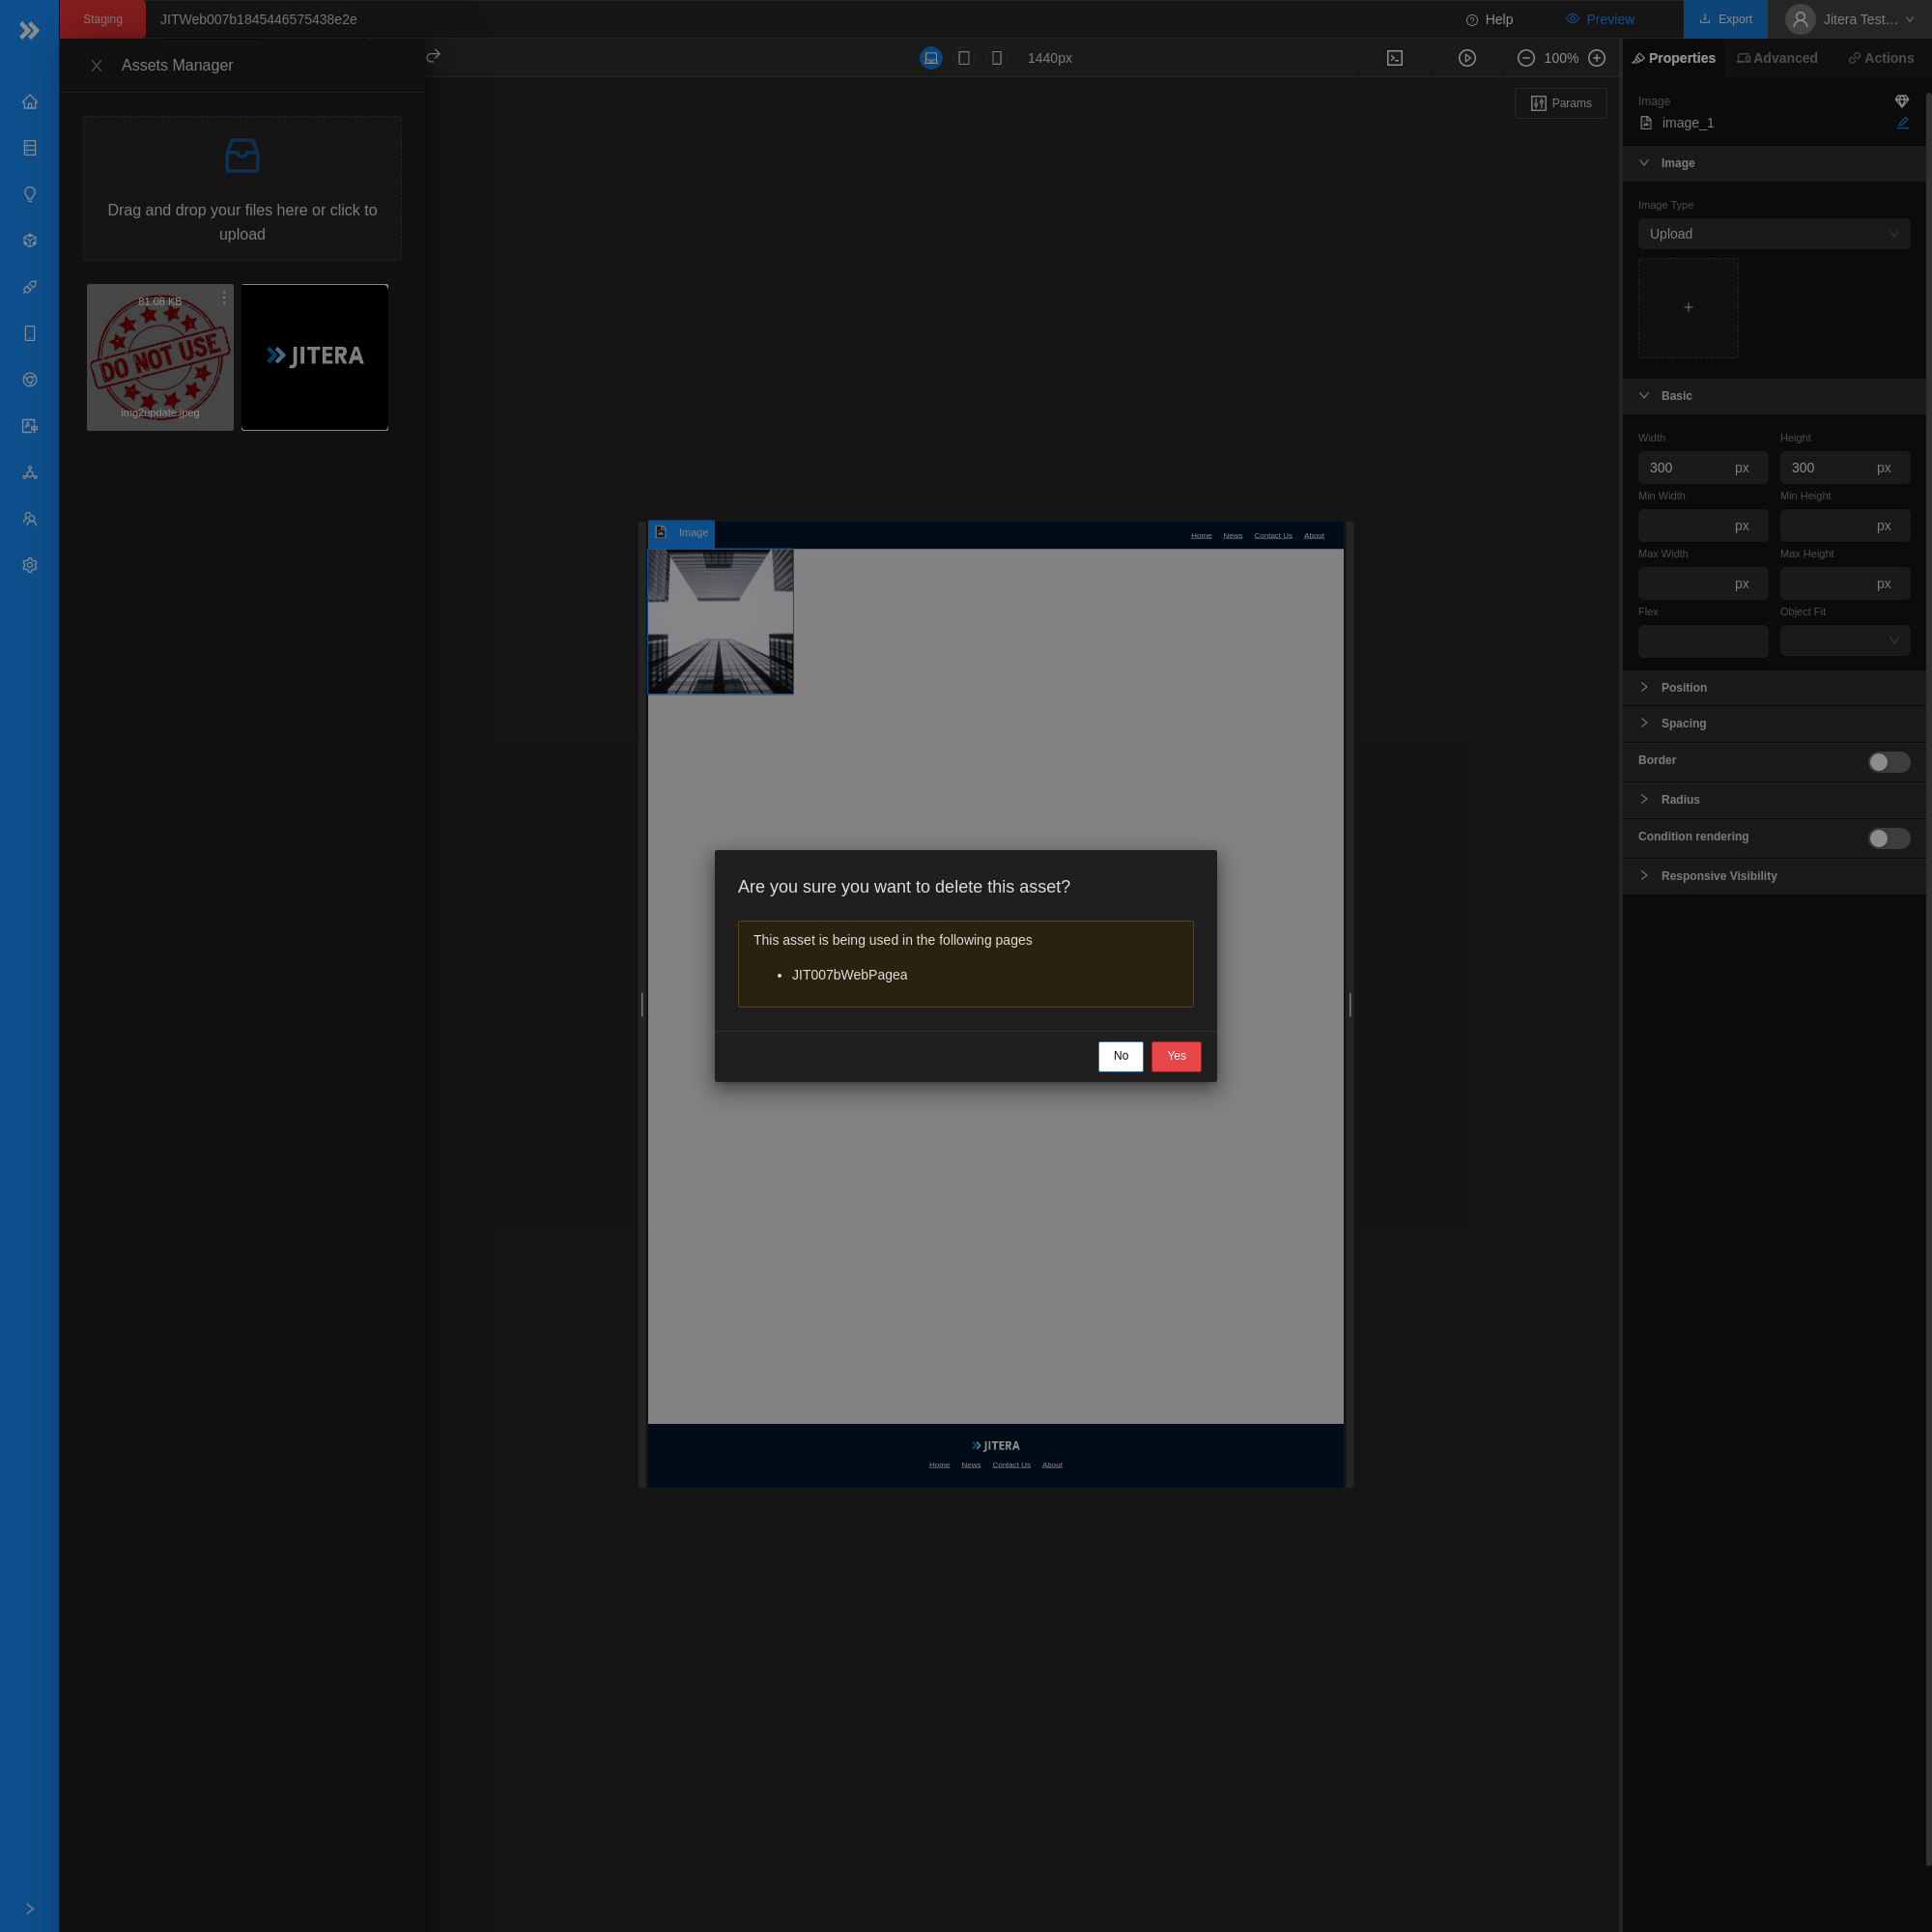 Staging
JITWeb007b1845446575438e2e
Help
Preview
Export
Jitera Test...
Assets Manager
1440px
100%
Properties
Advanced
Actions
Params
Drag and drop your files here or click to
upload
81.08 KB
DO NOT USE
img2update.jpeg
JITERA
Image
Home
News
Contact Us
About
Are you sure you want to delete this asset?
This asset is being used in the following pages
JIT007bWebPagea
No
Yes
JITERA
Home
News
Contact Us
About
Image
image_1
Image
Image Type
Upload
Basic
Width
Height
300
px
300
px
Min Width
Min Height
px
px
Max Width
Max Height
px
px
Flex
Object Fit
Position
Spacing
Border
Radius
Condition rendering
Responsive Visibility